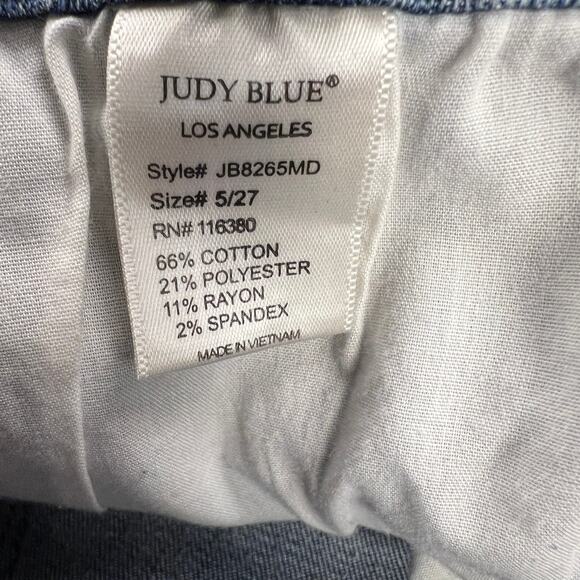 JUDY BLUE®
LOS ANGELES
Style# JB8265MD
Size# 5/27
RN# 116380
66% COTTON
21% POLYESTER
11% RAYON
2% SPANDEX
MADE IN VIETNAM